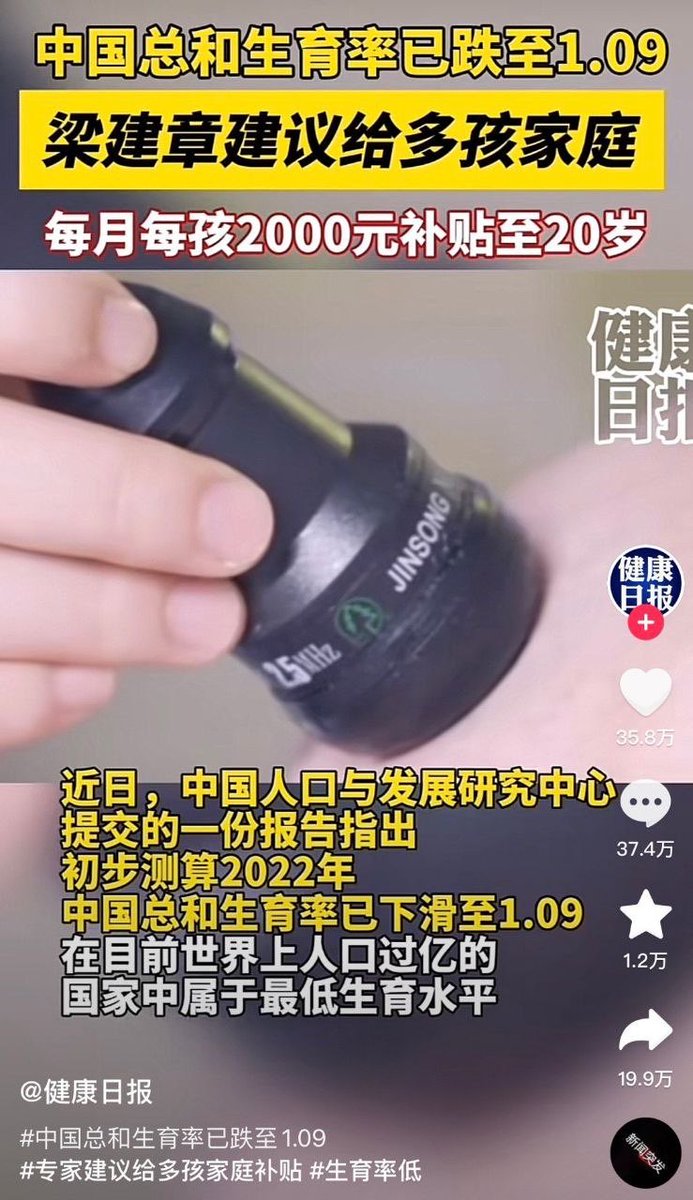 中国总和生育率已跌至1.09
梁建章建议给多孩家庭
每月每孩2000元补贴至20岁
健康
日报
JINSONG
2.5MHz
健康
日报
35.8万
近日，中国人口与发展研究中心
提交的一份报告指出
初步测算2022年
中国总和生育率已下滑至1.09
在目前世界上人口过亿的
国家中属于最低生育水平
37.4万
1.2万
19.9万
@健康日报
#中国总和生育率已跌至1.09
#专家建议给多孩家庭补贴 #生育率低
新闻突发